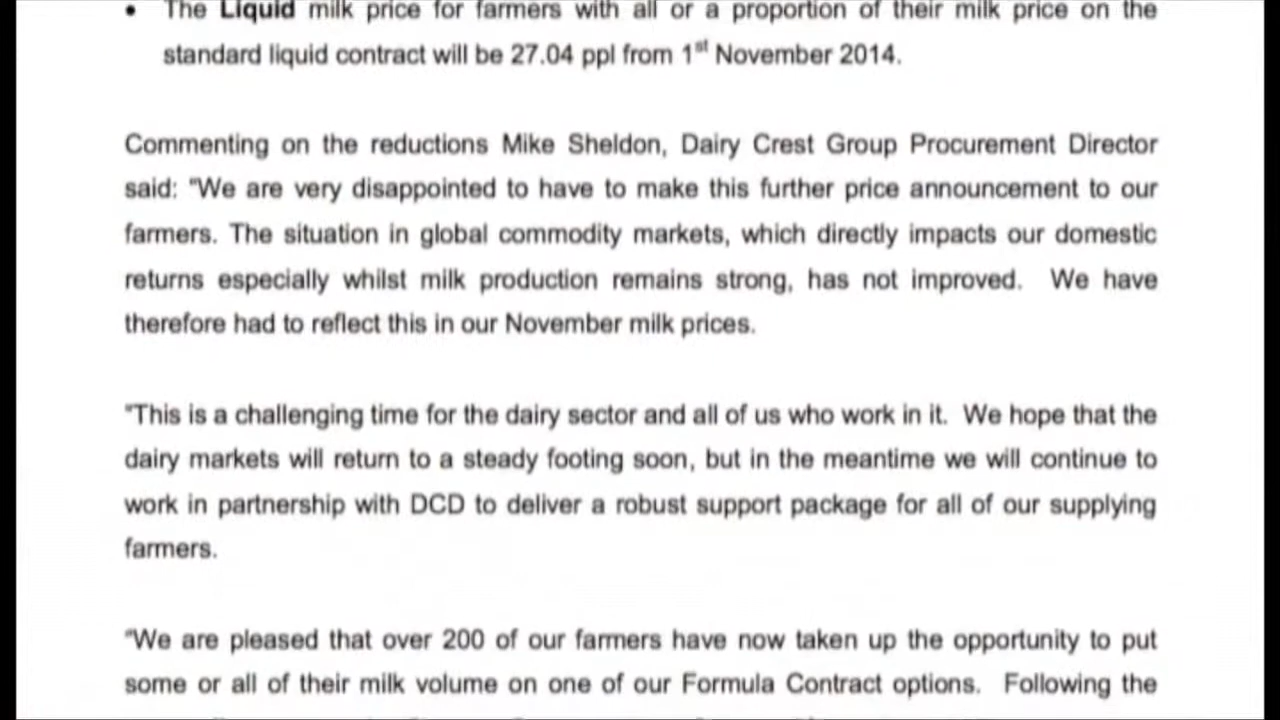 • The Liquid milk price for farmers with all or a proportion of their milk price on the
standard liquid contract will be 27.04 ppl from 1st November 2014.
Commenting on the reductions Mike Sheldon, Dairy Crest Group Procurement Director
said: "We are very disappointed to have to make this further price announcement to our
farmers. The situation in global commodity markets, which directly impacts our domestic
returns especially whilst milk production remains strong, has not improved. We have
therefore had to reflect this in our November milk prices.
"This is a challenging time for the dairy sector and all of us who work in it. We hope that the
dairy markets will return to a steady footing soon, but in the meantime we will continue to
work in partnership with DCD to deliver a robust support package for all of our supplying
farmers.
"We are pleased that over 200 of our farmers have now taken up the opportunity to put
some or all of their milk volume on one of our Formula Contract options. Following the